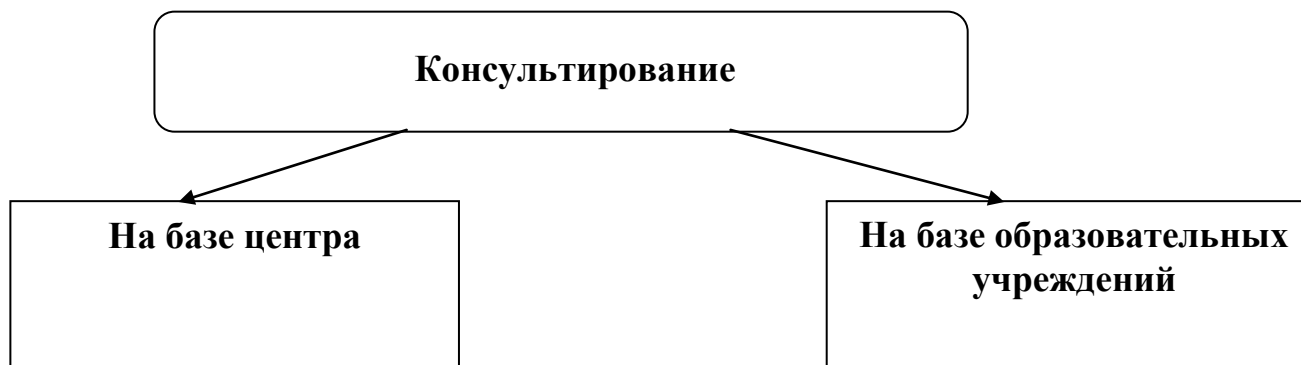 Консультирование
На базе центра
На базе образовательных
учреждений